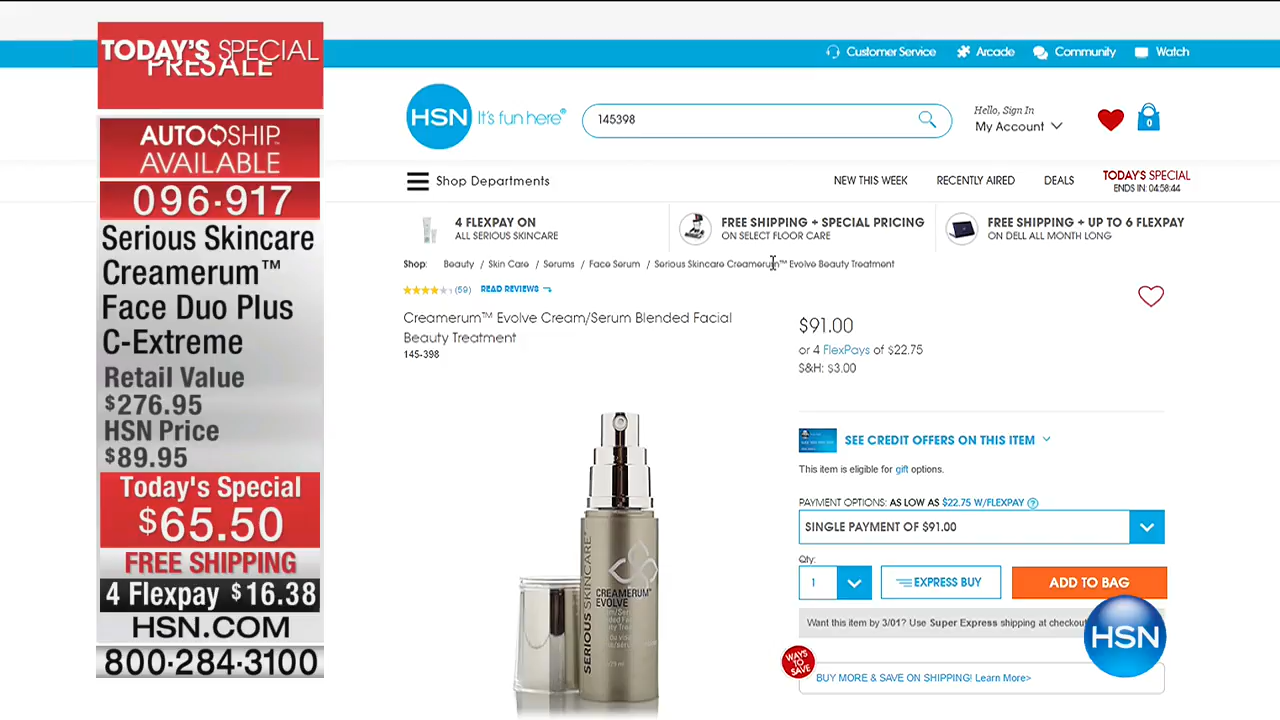 TODAY'S SPECIAL
PRESALE
AUTOSHIP™
AVAILABLE
096-917
Serious Skincare
Creamerum™
Face Duo Plus
C-Extreme
Retail Value
$276.95
HSN Price
$89.95
Today's Special
$65.50
FREE SHIPPING
4 Flexpay $16.38
HSN.COM
800-284-3100
Customer Service Arcade Community Watch
HSN It's fun here®
145398
Hello, Sign In
My Account
0
Shop Departments
NEW THIS WEEK RECENTLY AIRED DEALS TODAY'S SPECIAL
ENDS IN: 04:58:44
4 FLEXPAY ON
ALL SERIOUS SKINCARE
FREE SHIPPING + SPECIAL PRICING
ON SELECT FLOOR CARE
FREE SHIPPING + UP TO 6 FLEXPAY
ON DELL ALL MONTH LONG
Shop: Beauty / Skin Care / Serums / Face Serum / Serious Skincare Creamerum™ Evolve Beauty Treatment
(59) READ REVIEWS
Creamerum™ Evolve Cream/Serum Blended Facial
Beauty Treatment
145-398
$91.00
or 4 FlexPays of $22.75
S&H: $3.00
SEE CREDIT OFFERS ON THIS ITEM
This item is eligible for gift options.
PAYMENT OPTIONS: AS LOW AS $22.75 W/FLEXPAY ?
SINGLE PAYMENT OF $91.00
Qty:
1 EXPRESS BUY ADD TO BAG
Want this item by 3/01? Use Super Express shipping at checkout
HSN
WAYS TO SAVE
BUY MORE & SAVE ON SHIPPING! Learn More>
SERIOUS SKINCARE®
CREAMERUM™
EVOLVE